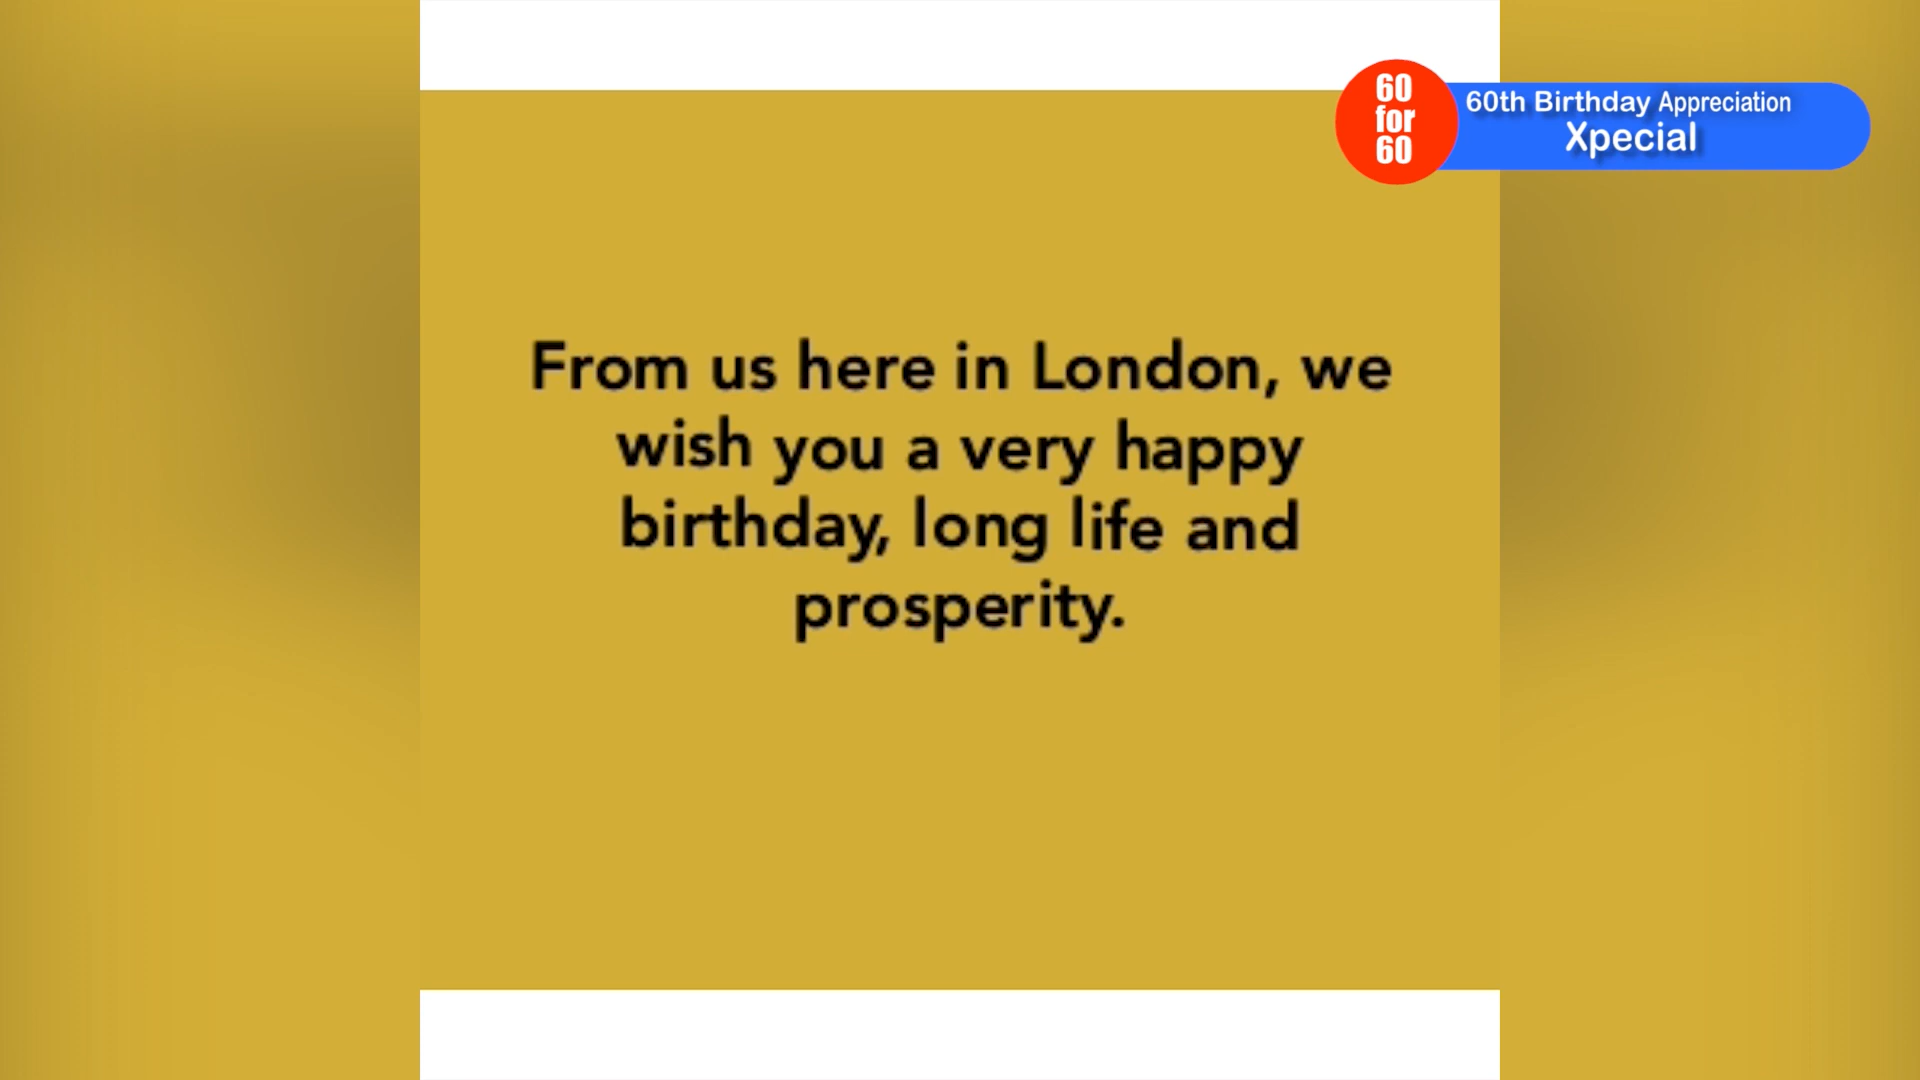 60
for
60
60th Birthday Appreciation
Xpecial
From us here in London, we
wish you a very happy
birthday, long life and
prosperity.